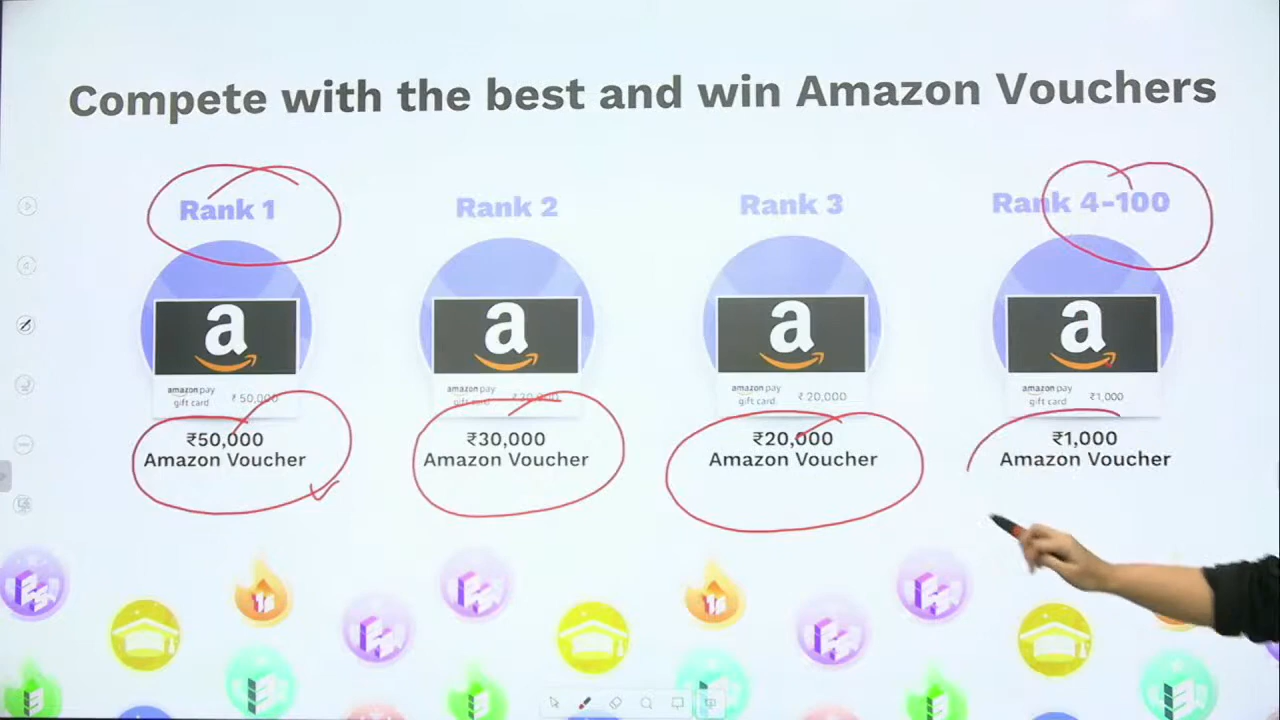 Compete with the best and win Amazon Vouchers
Rank 1
Rank 2
Rank 3
Rank 4-100
a
amazon pay
gift card
₹ 50,000
a
amazon pay
gift card
₹30,000
a
amazon pay
gift card
₹ 20,000
a
amazon pay
gift card
₹1,000
₹50,000
Amazon Voucher
₹30,000
Amazon Voucher
₹20,000
Amazon Voucher
₹1,000
Amazon Voucher